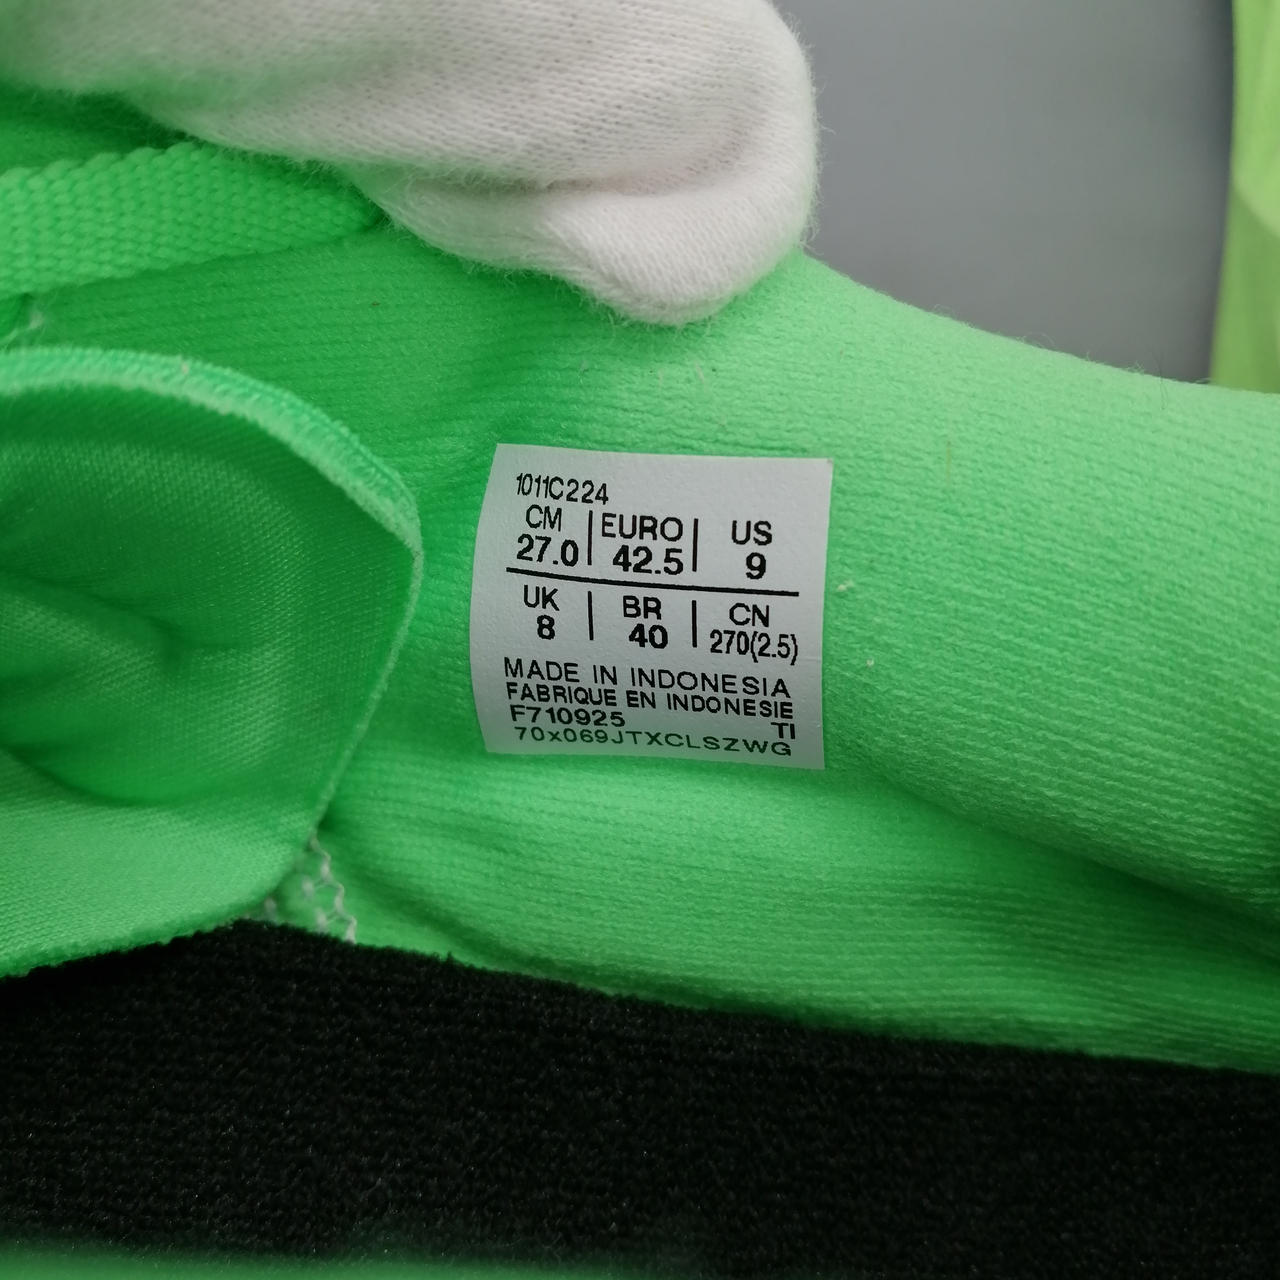 1011C224
CM | EURO | US
27.0 | 42.5 | 9
UK | BR | CN
8 | 40 | 270(2.5)
MADE IN INDONESIA
FABRIQUE EN INDONESIE
F710925 TI
70x069JTXCLSZWG